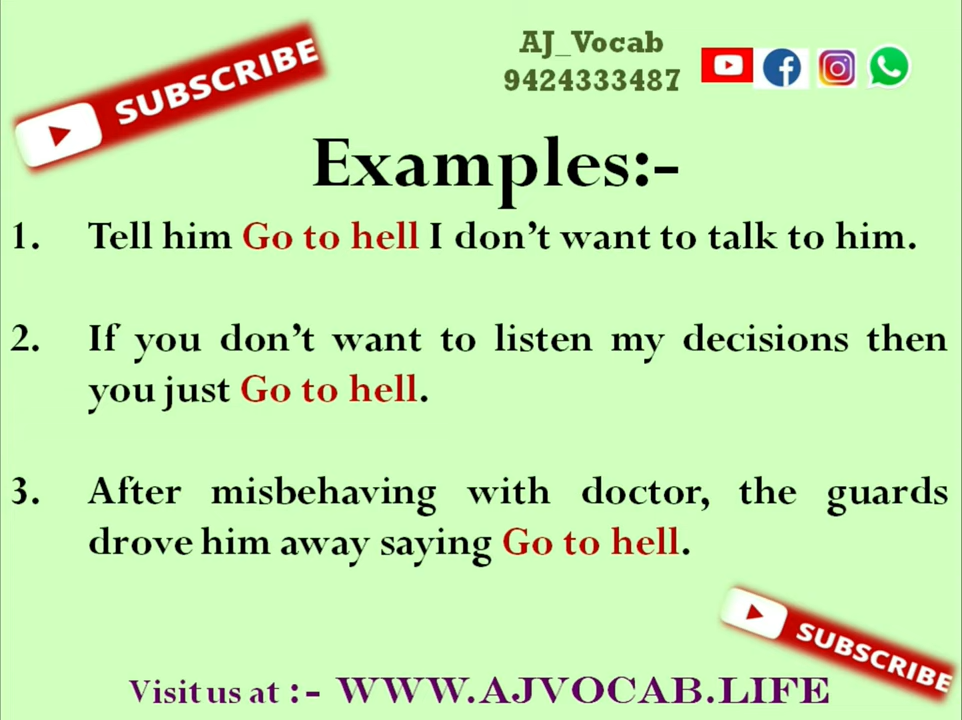 SUBSCRIBE
AJ_Vocab
9424333487
Examples:-
1. Tell him Go to hell I don't want to talk to him.
2. If you don't want to listen my decisions then
you just Go to hell.
3. After misbehaving with doctor, the guards
drove him away saying Go to hell.
SUBSCRIBE
Visit us at :- WWW.AJVOCAB.LIFE